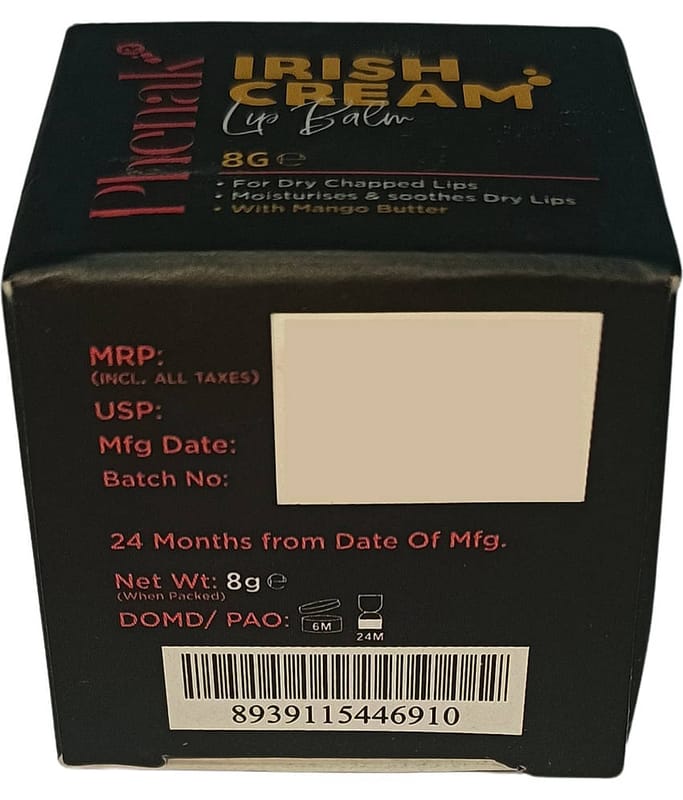 Phenak
IRISH
CREAM
Lip Balm
8G ℮
• For Dry Chapped Lips
• Moisturises & soothes Dry Lips
• With Mango Butter
MRP:
(INCL. ALL TAXES)
USP:
Mfg Date:
Batch No:
24 Months from Date Of Mfg.
Net Wt: 8g ℮
(When Packed)
DOMD/ PAO: 6M
24M
8939115446910